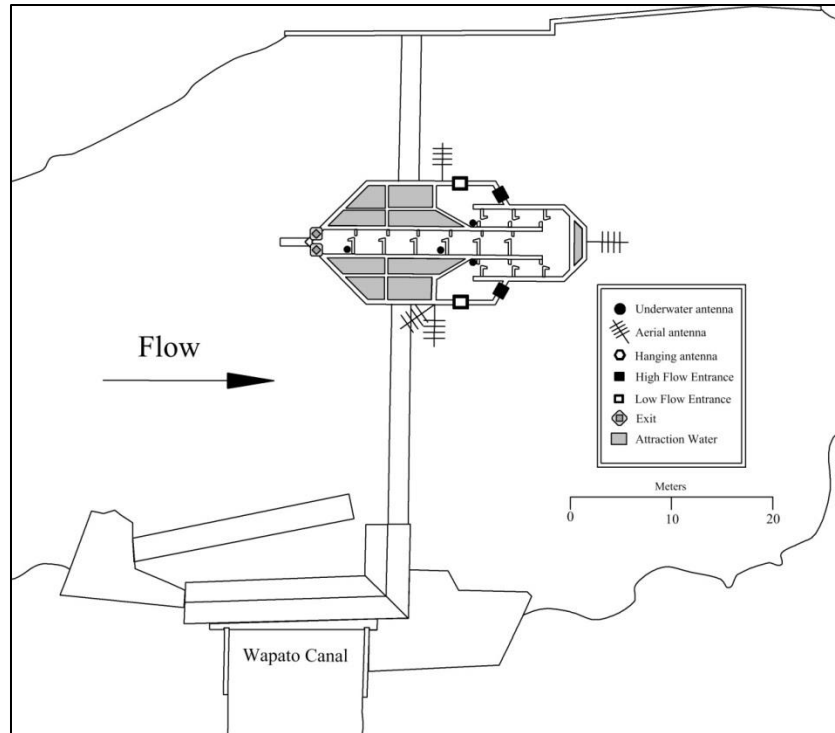 Flow
Underwater antenna
Aerial antenna
Hanging antenna
High Flow Entrance
Low Flow Entrance
Exit
Attraction Water
Meters
0 10 20
Wapato Canal